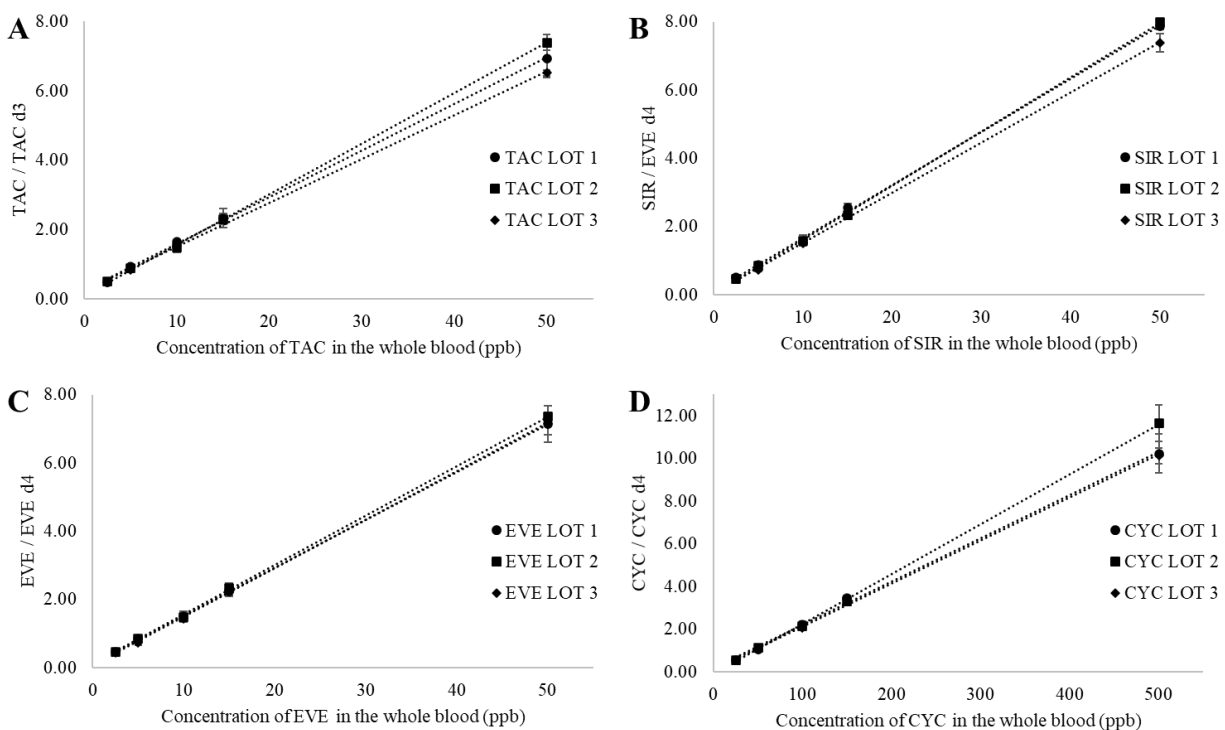 A
TAC / TAC d3
8.00
6.00
4.00
2.00
0.00
TAC LOT 1
TAC LOT 2
TAC LOT 3
0 10 20 30 40 50
Concentration of TAC in the whole blood (ppb)
B
SIR / EVE d4
8.00
6.00
4.00
2.00
0.00
SIR LOT 1
SIR LOT 2
SIR LOT 3
0 10 20 30 40 50
Concentration of SIR in the whole blood (ppb)
C
EVE / EVE d4
8.00
6.00
4.00
2.00
0.00
EVE LOT 1
EVE LOT 2
EVE LOT 3
0 10 20 30 40 50
Concentration of EVE in the whole blood (ppb)
D
CYC / CYC d4
12.00
10.00
8.00
6.00
4.00
2.00
0.00
CYC LOT 1
CYC LOT 2
CYC LOT 3
0 100 200 300 400 500
Concentration of CYC in the whole blood (ppb)